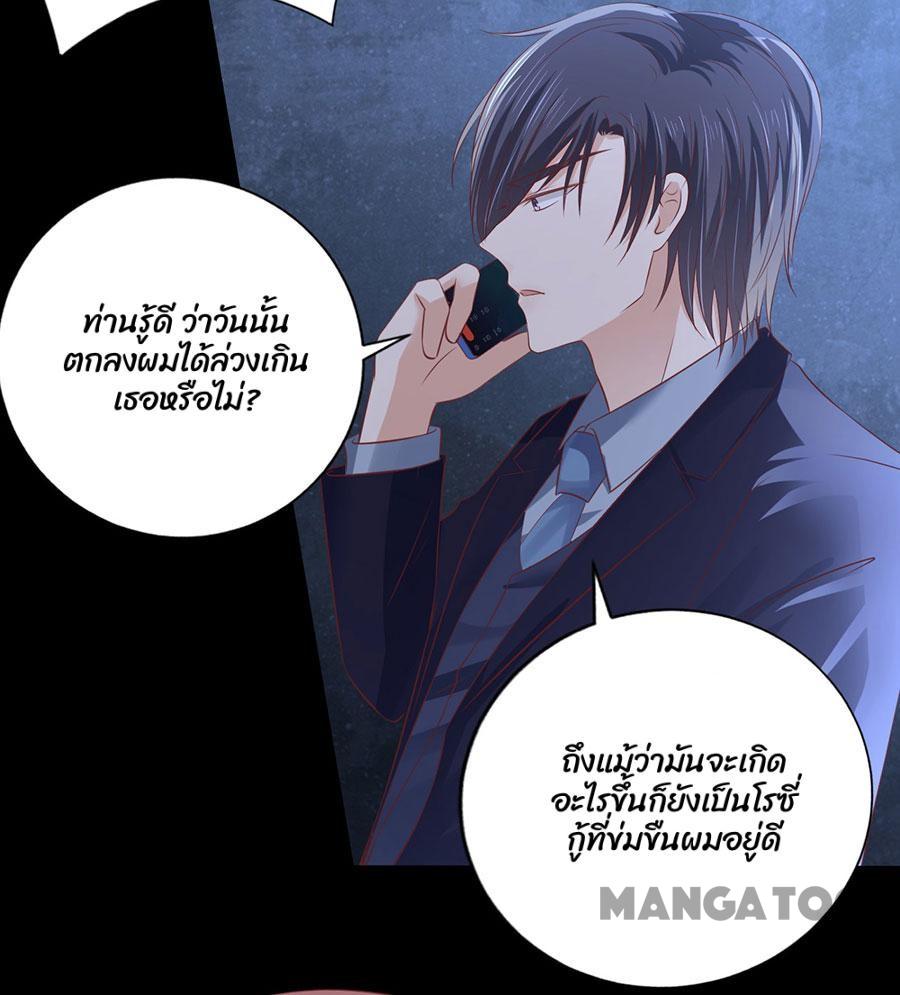 ท่านรู้ดี ว่าวันนั้น
ตกลงผมได้ล่วงเกิน
เธอหรือไม่?
ถึงแม้ว่ามันจะเกิด
อะไรขึ้นก็ยังเป็นโรซี่
กู้ที่ข่มขืนผมอยู่ดี
MANGATOO